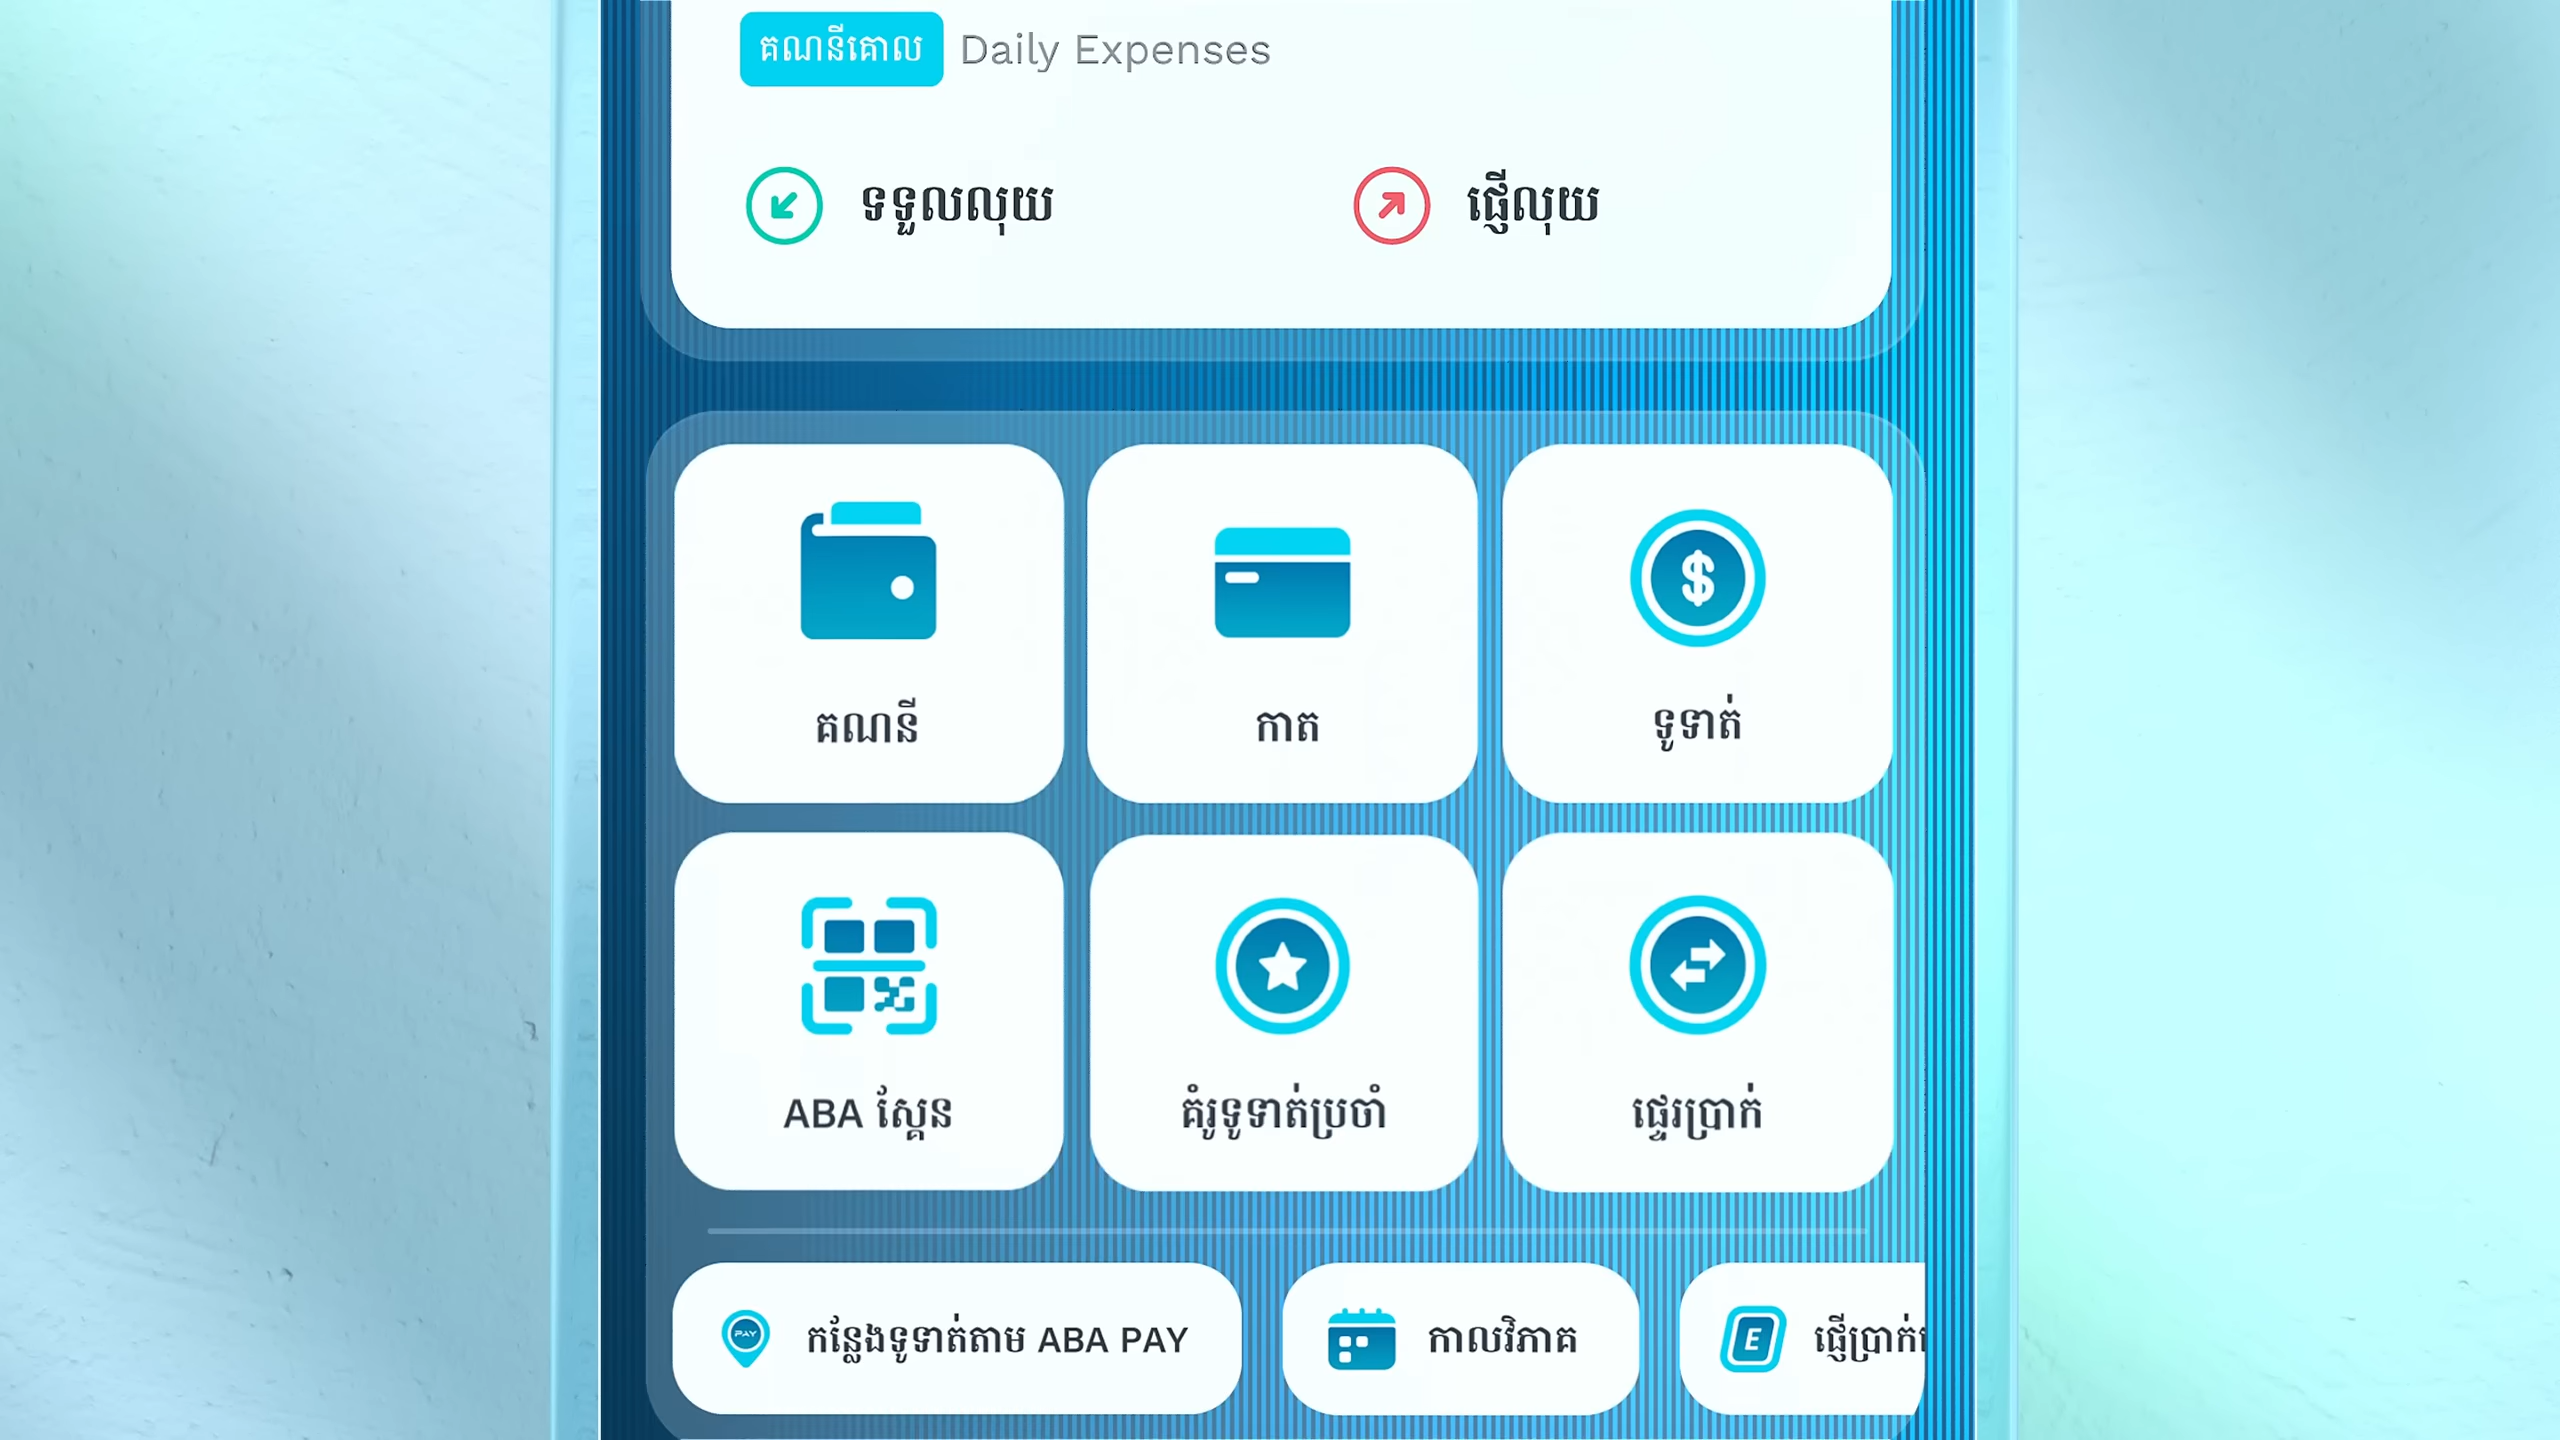 គណនីគោល Daily Expenses
ទទួលលុយ
ផ្ញើលុយ
គណនី
កាត
ទូទាត់
ABA ស្កែន
គំរូទូទាត់ប្រចាំ
ផ្ទេរប្រាក់
PAY កន្លែងទូទាត់តាម ABA PAY
កាលវិភាគ
E ផ្ញើប្រាក់